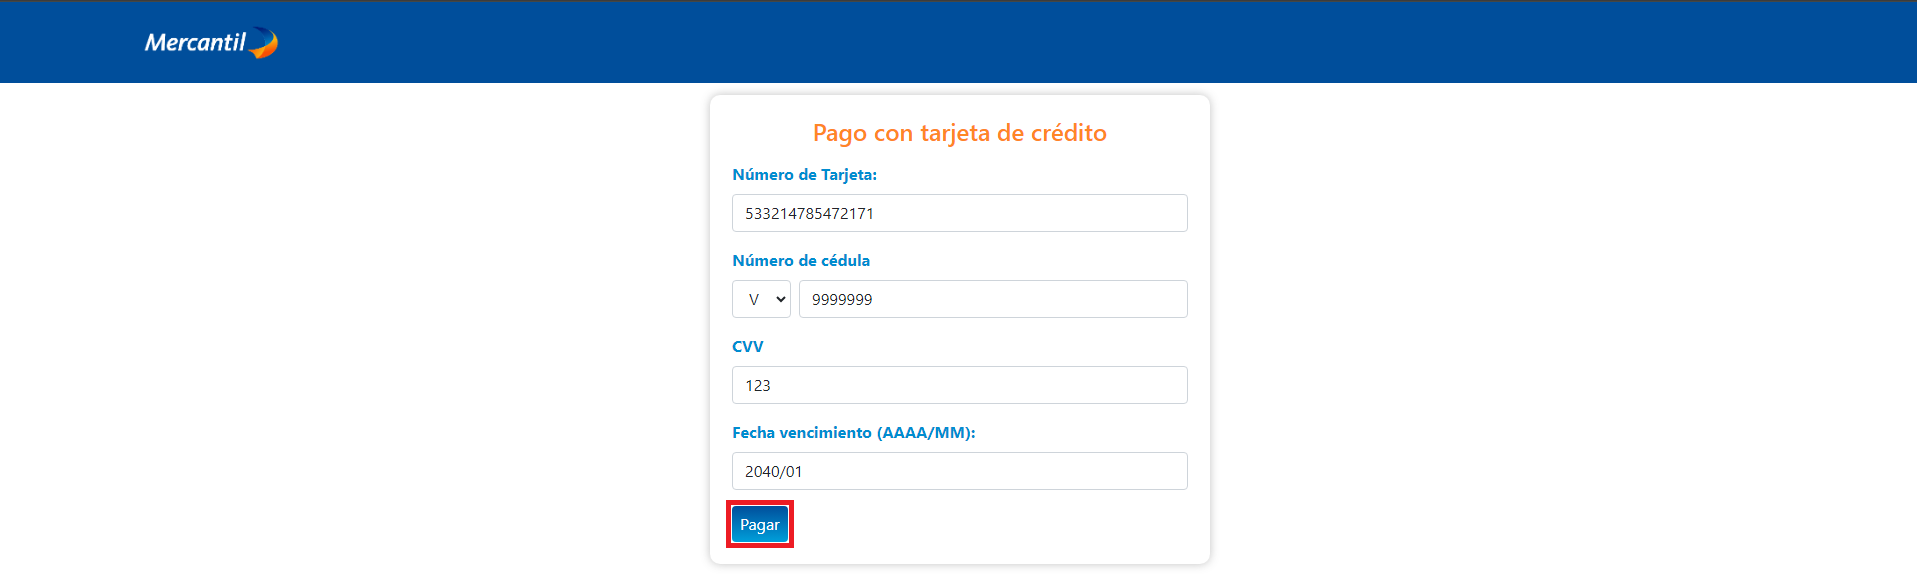 Mercantil
Pago con tarjeta de crédito
Número de Tarjeta:
533214785472171
Número de cédula
V 9999999
CVV
123
Fecha vencimiento (AAAA/MM):
2040/01
Pagar